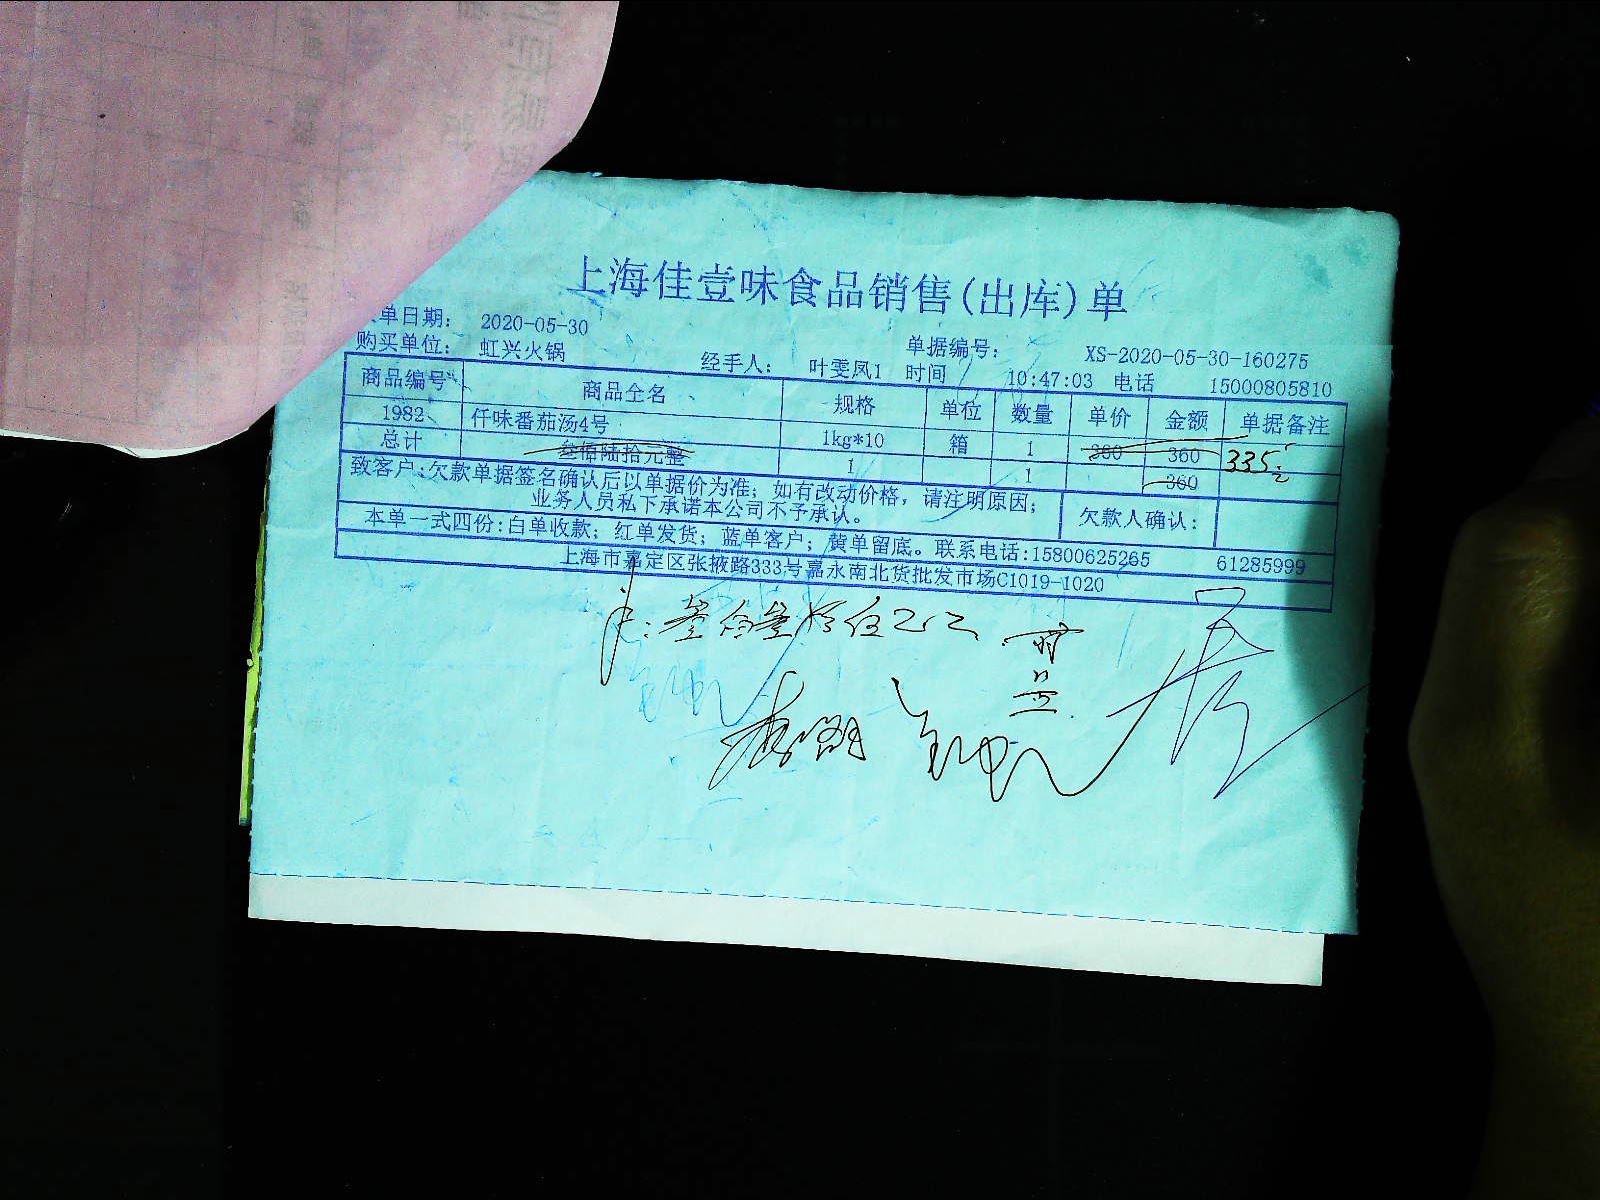 上海佳壹味食品销售(出库)单
单日期： 2020-05-30 单据编号： XS-2020-05-30-160275
购买单位： 虹兴火锅 经手人： 叶雯凤1 时间 10:47:03 电话 15000805810
商品编号 商品全名 规格 单位 数量 单价 金额 单据备注
1982 仟味番茄汤4号 1kg*10 箱 1 360 360 335元
总计 叁佰陆拾元整 1 1 360
致客户:欠款单据签名确认后以单据价为准；如有改动价格，请注明原因；
业务人员私下承诺本公司不予承认。 欠款人确认：
本单一式四份:白单收款；红单发货；蓝单客户；黄单留底。联系电话:15800625265 61285999
上海市嘉定区张掖路333号嘉永南北货批发市场C1019-1020
叁佰叁拾伍元